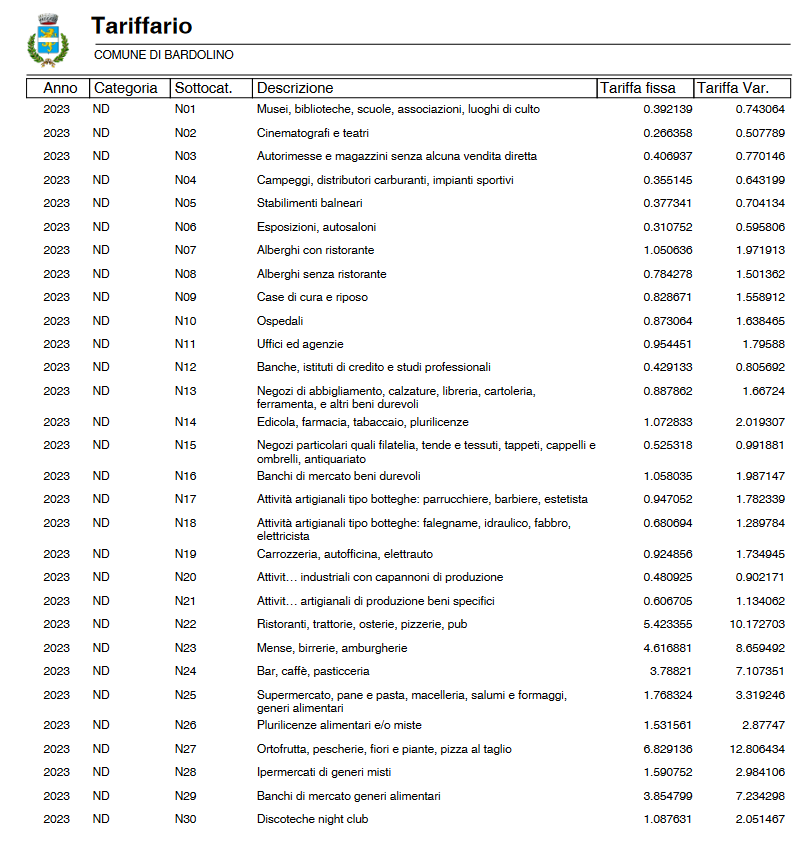 Tariffario
COMUNE DI BARDOLINO
Anno Categoria Sottocat. Descrizione Tariffa fissa Tariffa Var.
2023 ND N01 Musei, biblioteche, scuole, associazioni, luoghi di culto 0.392139 0.743064
2023 ND N02 Cinematografi e teatri 0.266358 0.507789
2023 ND N03 Autorimesse e magazzini senza alcuna vendita diretta 0.406937 0.770146
2023 ND N04 Campeggi, distributori carburanti, impianti sportivi 0.355145 0.643199
2023 ND N05 Stabilimenti balneari 0.377341 0.704134
2023 ND N06 Esposizioni, autosaloni 0.310752 0.595806
2023 ND N07 Alberghi con ristorante 1.050636 1.971913
2023 ND N08 Alberghi senza ristorante 0.784278 1.501362
2023 ND N09 Case di cura e riposo 0.828671 1.558912
2023 ND N10 Ospedali 0.873064 1.638465
2023 ND N11 Uffici ed agenzie 0.954451 1.79588
2023 ND N12 Banche, istituti di credito e studi professionali 0.429133 0.805692
2023 ND N13 Negozi di abbigliamento, calzature, libreria, cartoleria, 0.887862 1.66724
ferramenta, e altri beni durevoli
2023 ND N14 Edicola, farmacia, tabaccaio, plurilicenze 1.072833 2.019307
2023 ND N15 Negozi particolari quali filatelia, tende e tessuti, tappeti, cappelli e 0.525318 0.991881
ombrelli, antiquariato
2023 ND N16 Banchi di mercato beni durevoli 1.058035 1.987147
2023 ND N17 Attività artigianali tipo botteghe: parrucchiere, barbiere, estetista 0.947052 1.782339
2023 ND N18 Attività artigianali tipo botteghe: falegname, idraulico, fabbro, 0.680694 1.289784
elettricista
2023 ND N19 Carrozzeria, autofficina, elettrauto 0.924856 1.734945
2023 ND N20 Attivit… industriali con capannoni di produzione 0.480925 0.902171
2023 ND N21 Attivit… artigianali di produzione beni specifici 0.606705 1.134062
2023 ND N22 Ristoranti, trattorie, osterie, pizzerie, pub 5.423355 10.172703
2023 ND N23 Mense, birrerie, amburgherie 4.616881 8.659492
2023 ND N24 Bar, caffè, pasticceria 3.78821 7.107351
2023 ND N25 Supermercato, pane e pasta, macelleria, salumi e formaggi, 1.768324 3.319246
generi alimentari
2023 ND N26 Plurilicenze alimentari e/o miste 1.531561 2.87747
2023 ND N27 Ortofrutta, pescherie, fiori e piante, pizza al taglio 6.829136 12.806434
2023 ND N28 Ipermercati di generi misti 1.590752 2.984106
2023 ND N29 Banchi di mercato generi alimentari 3.854799 7.234298
2023 ND N30 Discoteche night club 1.087631 2.051467